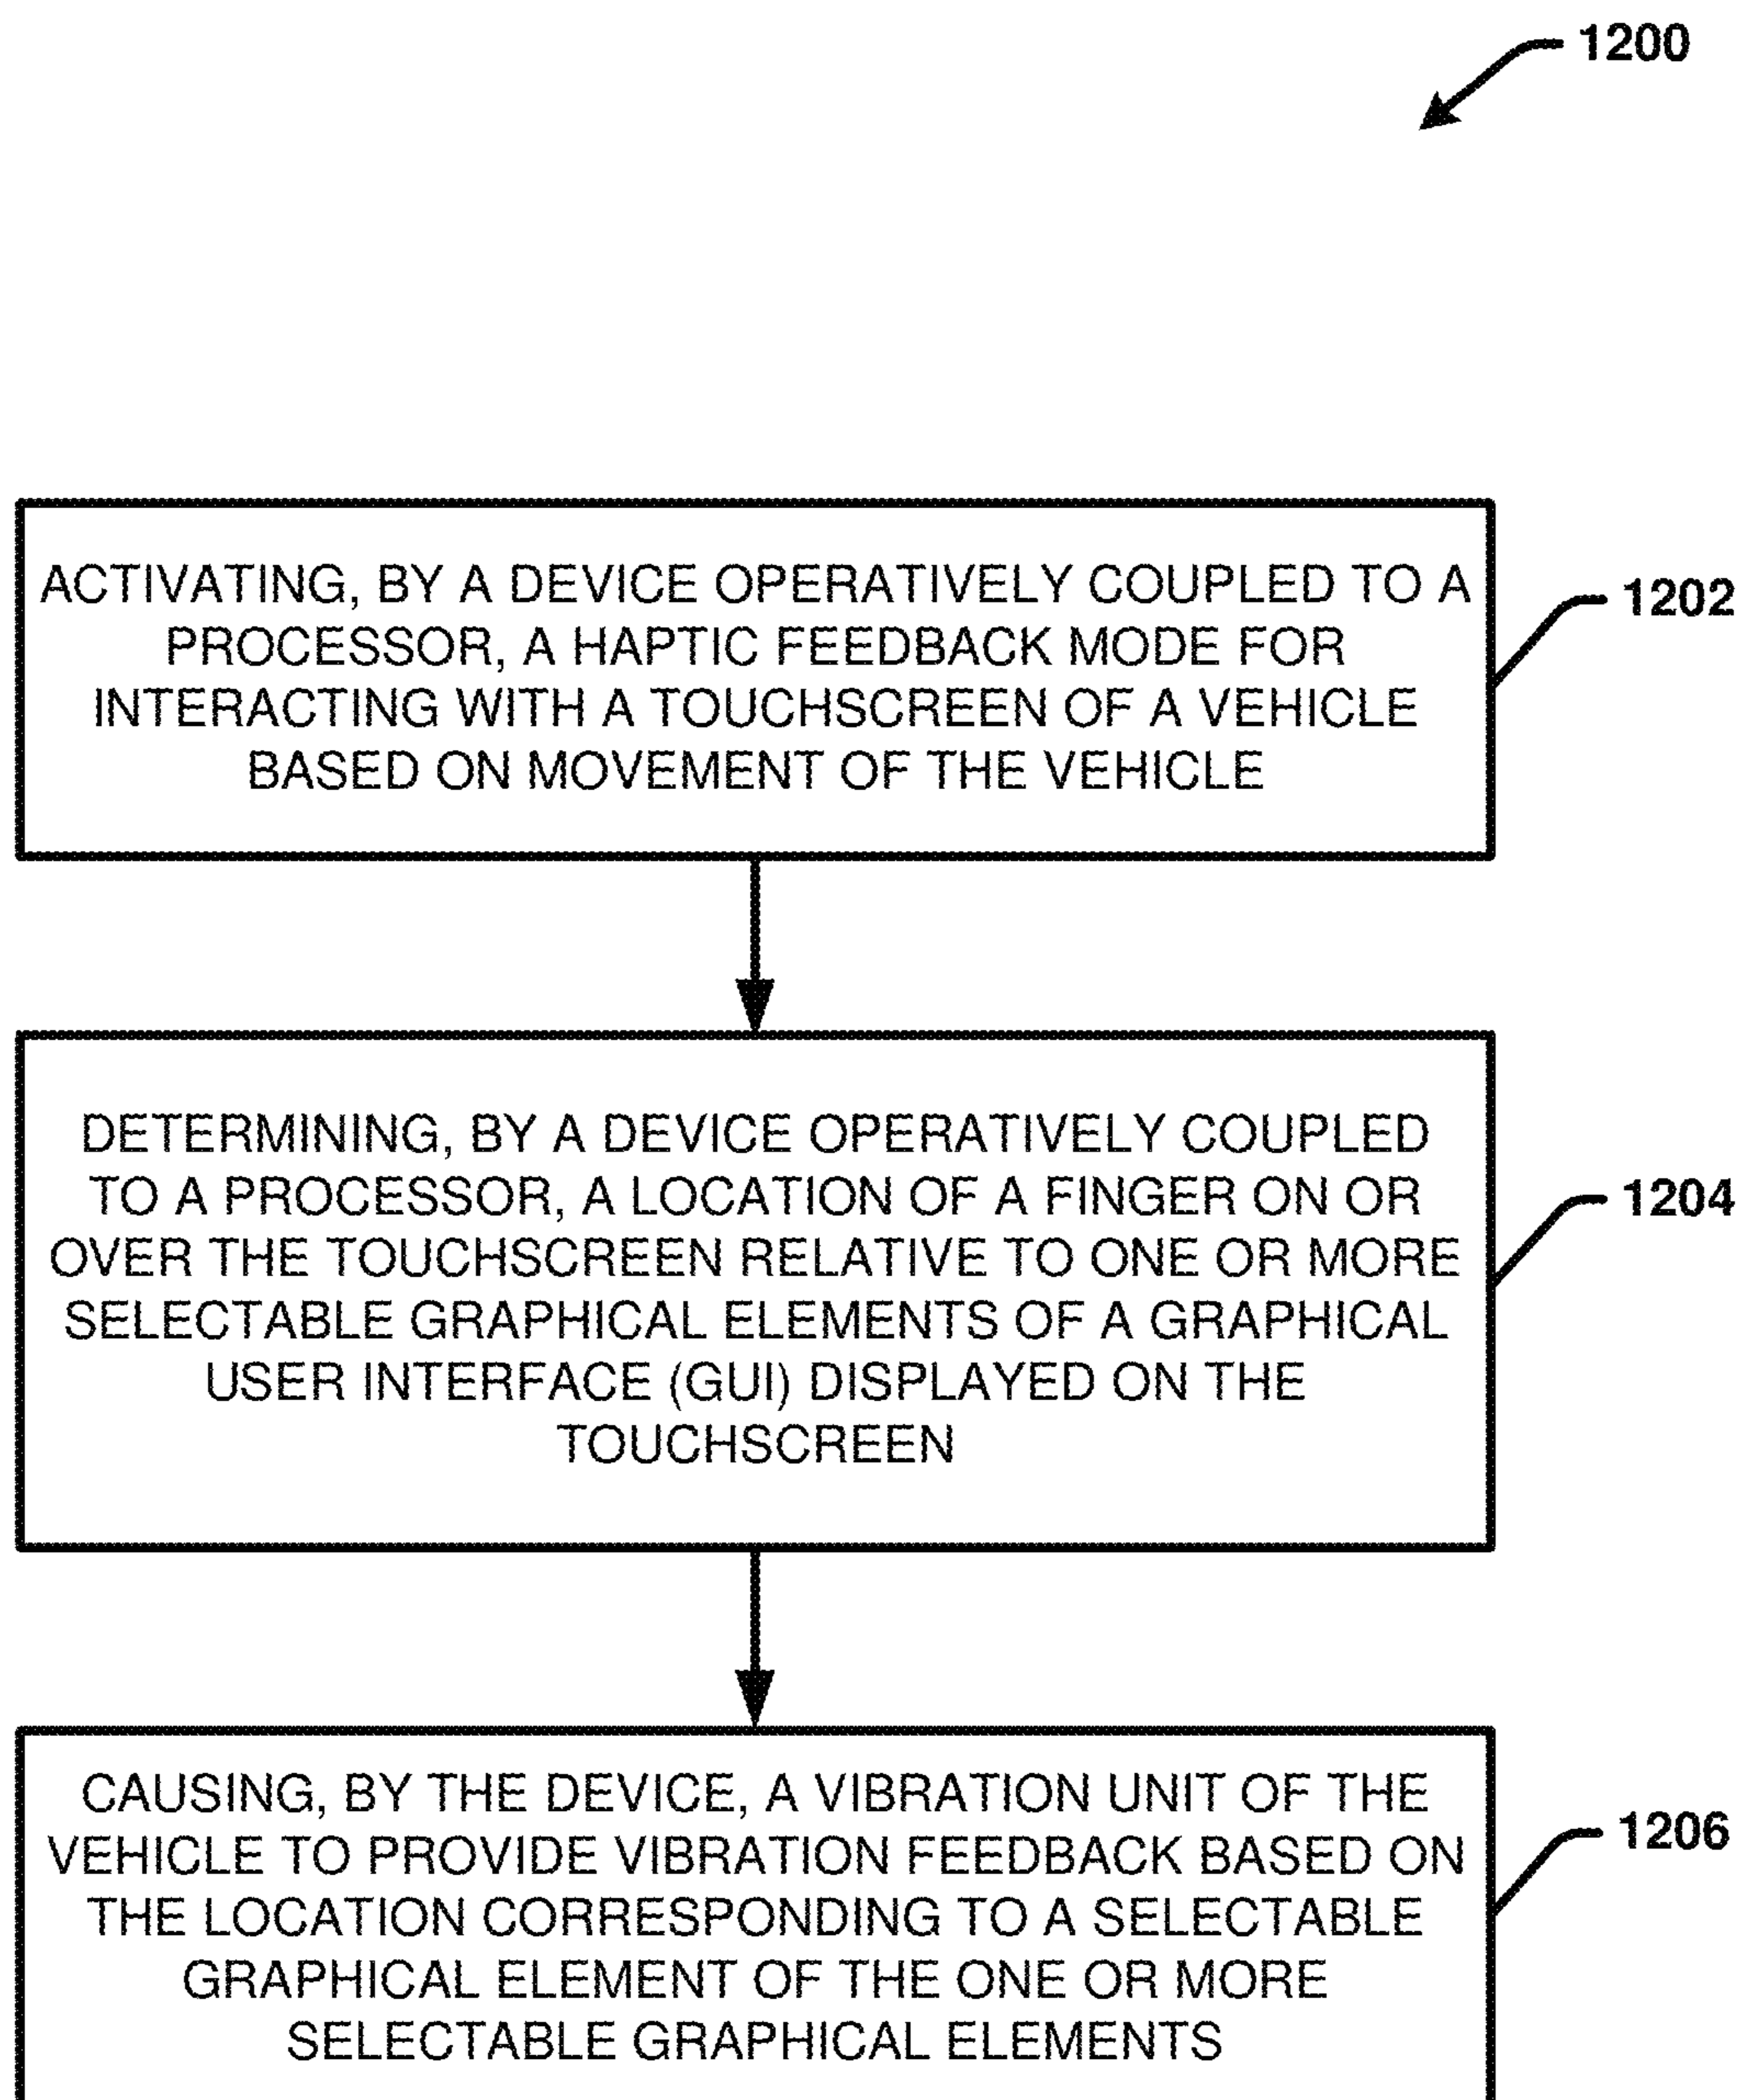 1200
ACTIVATING, BY A DEVICE OPERATIVELY COUPLED TO A
PROCESSOR, A HAPTIC FEEDBACK MODE FOR
INTERACTING WITH A TOUCHSCREEN OF A VEHICLE
BASED ON MOVEMENT OF THE VEHICLE
1202
DETERMINING, BY A DEVICE OPERATIVELY COUPLED
TO A PROCESSOR, A LOCATION OF A FINGER ON OR
OVER THE TOUCHSCREEN RELATIVE TO ONE OR MORE
SELECTABLE GRAPHICAL ELEMENTS OF A GRAPHICAL
USER INTERFACE (GUI) DISPLAYED ON THE
TOUCHSCREEN
1204
CAUSING, BY THE DEVICE, A VIBRATION UNIT OF THE
VEHICLE TO PROVIDE VIBRATION FEEDBACK BASED ON
THE LOCATION CORRESPONDING TO A SELECTABLE
GRAPHICAL ELEMENT OF THE ONE OR MORE
SELECTABLE GRAPHICAL ELEMENTS
1206